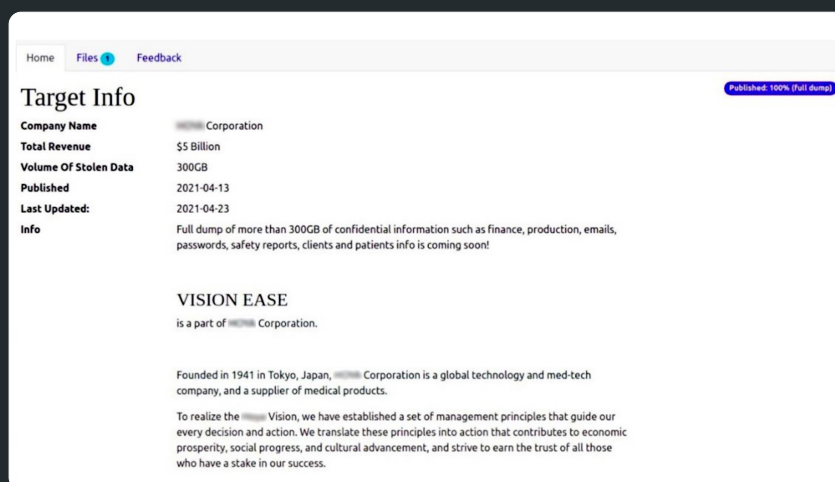 Home Files Feedback
Target Info
Published: 100% (full dump)
Company Name Corporation
Total Revenue $5 Billion
Volume Of Stolen Data 300GB
Published 2021-04-13
Last Updated: 2021-04-23
Info Full dump of more than 300GB of confidential information such as finance, production, emails,
passwords, safety reports, clients and patients info is coming soon!
VISION EASE
is a part of Corporation.
Founded in 1941 in Tokyo, Japan, Corporation is a global technology and med-tech
company, and a supplier of medical products.
To realize the Vision, we have established a set of management principles that guide our
every decision and action. We translate these principles into action that contributes to economic
prosperity, social progress, and cultural advancement, and strive to earn the trust of all those
who have a stake in our success.